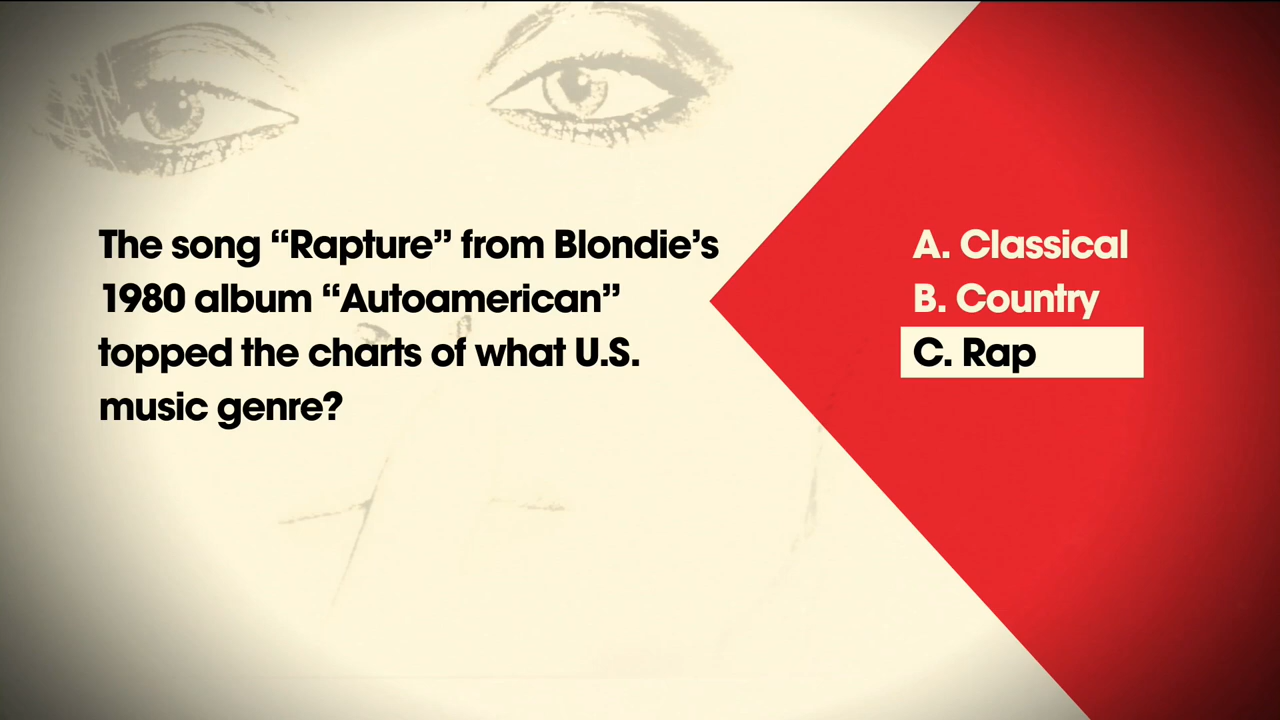 The song “Rapture” from Blondie’s
1980 album “Autoamerican”
topped the charts of what U.S.
music genre?
A. Classical
B. Country
C. Rap